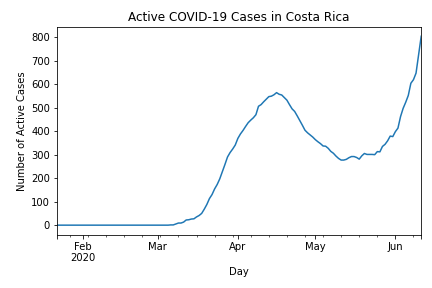 Active COVID-19 Cases in Costa Rica
Number of Active Cases
800
700
600
500
400
300
200
100
0
Feb
2020
Mar
Apr
May
Jun
Day